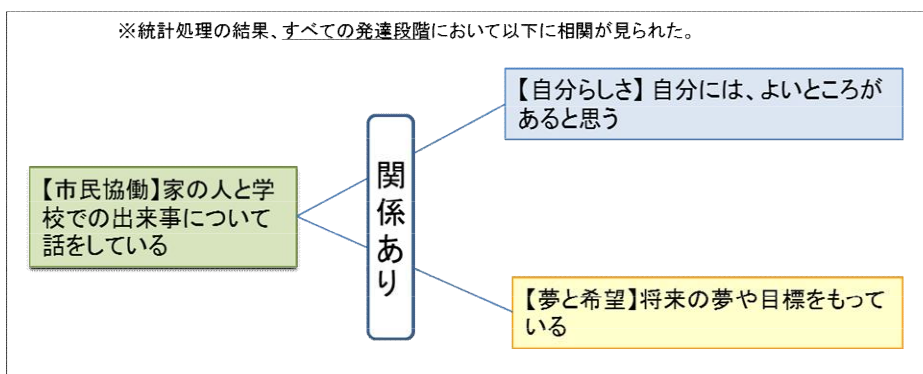 ※統計処理の結果、すべての発達段階において以下に相関が見られた。
【自分らしさ】 自分には、よいところが
あると思う
関係あり
【市民協働】家の人と学
校での出来事について
話をしている
【夢と希望】将来の夢や目標をもって
いる